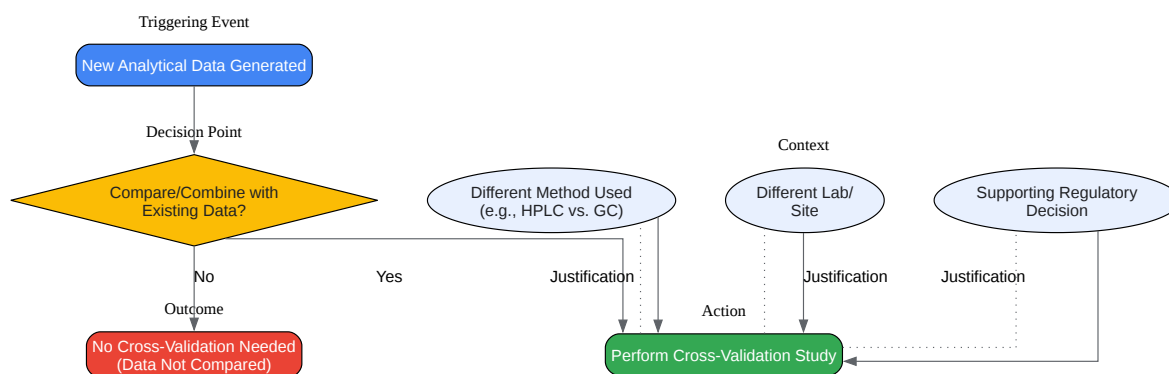 Triggering Event
New Analytical Data Generated
Decision Point
Context
Compare/Combine with
Existing Data?
Different Method Used
(e.g., HPLC vs. GC)
Different Lab/
Site
Supporting Regulatory
Decision
No
Yes
Justification
Justification
Justification
Outcome
Action
No Cross-Validation Needed
(Data Not Compared)
Perform Cross-Validation Study